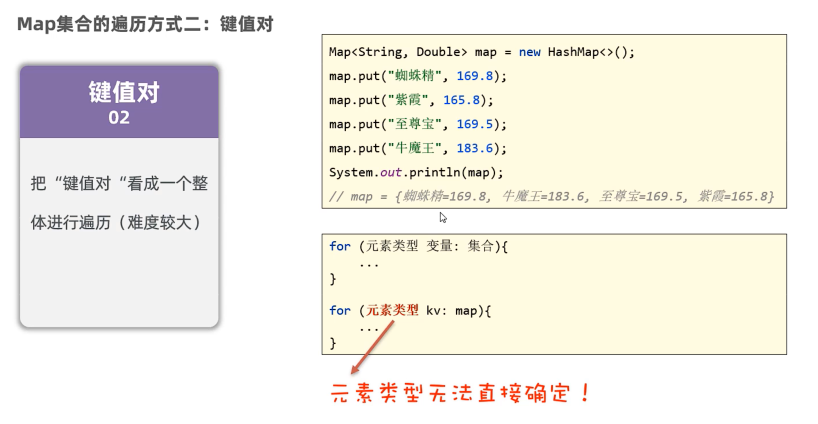 Map集合的遍历方式二：键值对
键值对
02
把“键值对“看成一个整
体进行遍历（难度较大）
Map<String, Double> map = new HashMap<>();
map.put("蜘蛛精", 169.8);
map.put("紫霞", 165.8);
map.put("至尊宝", 169.5);
map.put("牛魔王", 183.6);
System.out.println(map);
// map = {蜘蛛精=169.8, 牛魔王=183.6, 至尊宝=169.5, 紫霞=165.8}
for (元素类型 变量: 集合){
...
}
for (元素类型 kv: map){
...
}
元素类型无法直接确定！